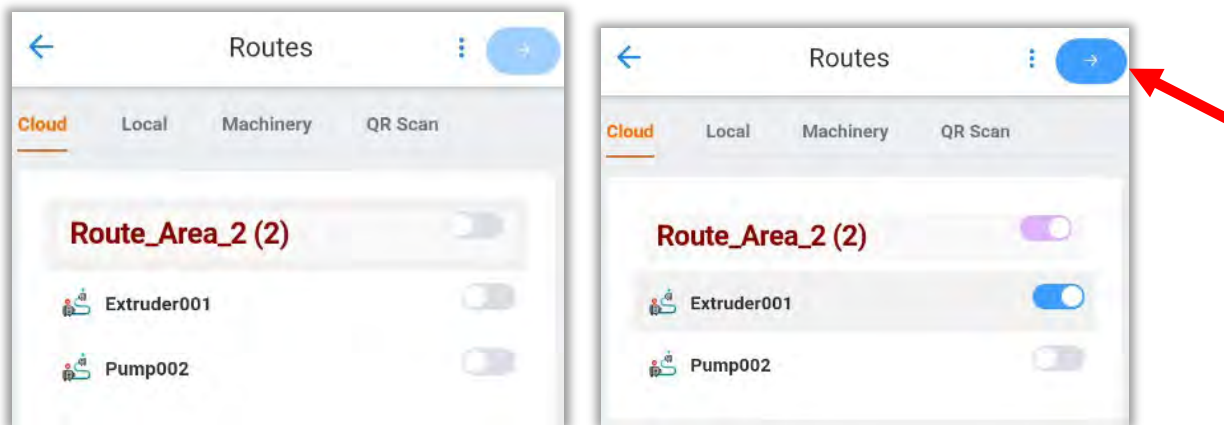 Routes
Cloud Local Machinery QR Scan
Route_Area_2 (2)
Extruder001
Pump002
Routes
Cloud Local Machinery QR Scan
Route_Area_2 (2)
Extruder001
Pump002